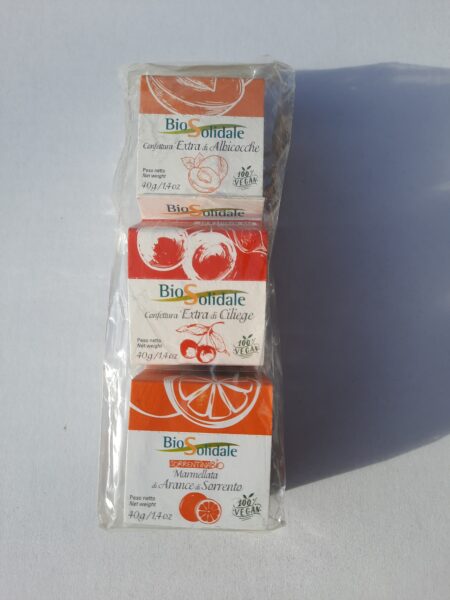 BioSolidale
Confettura Extra di Albicocche
Peso netto
Net weight
40g/1,4oz
100%
VEGAN
BioSolidale
BioSolidale
Confettura Extra di Ciliege
Peso netto
Net weight
40g/1,4oz
100%
VEGAN
BioSolidale
SORRENTINABIO
Marmellata
di Arance di Sorrento
Peso netto
Net weight
40g/1,4oz
100%
VEGAN